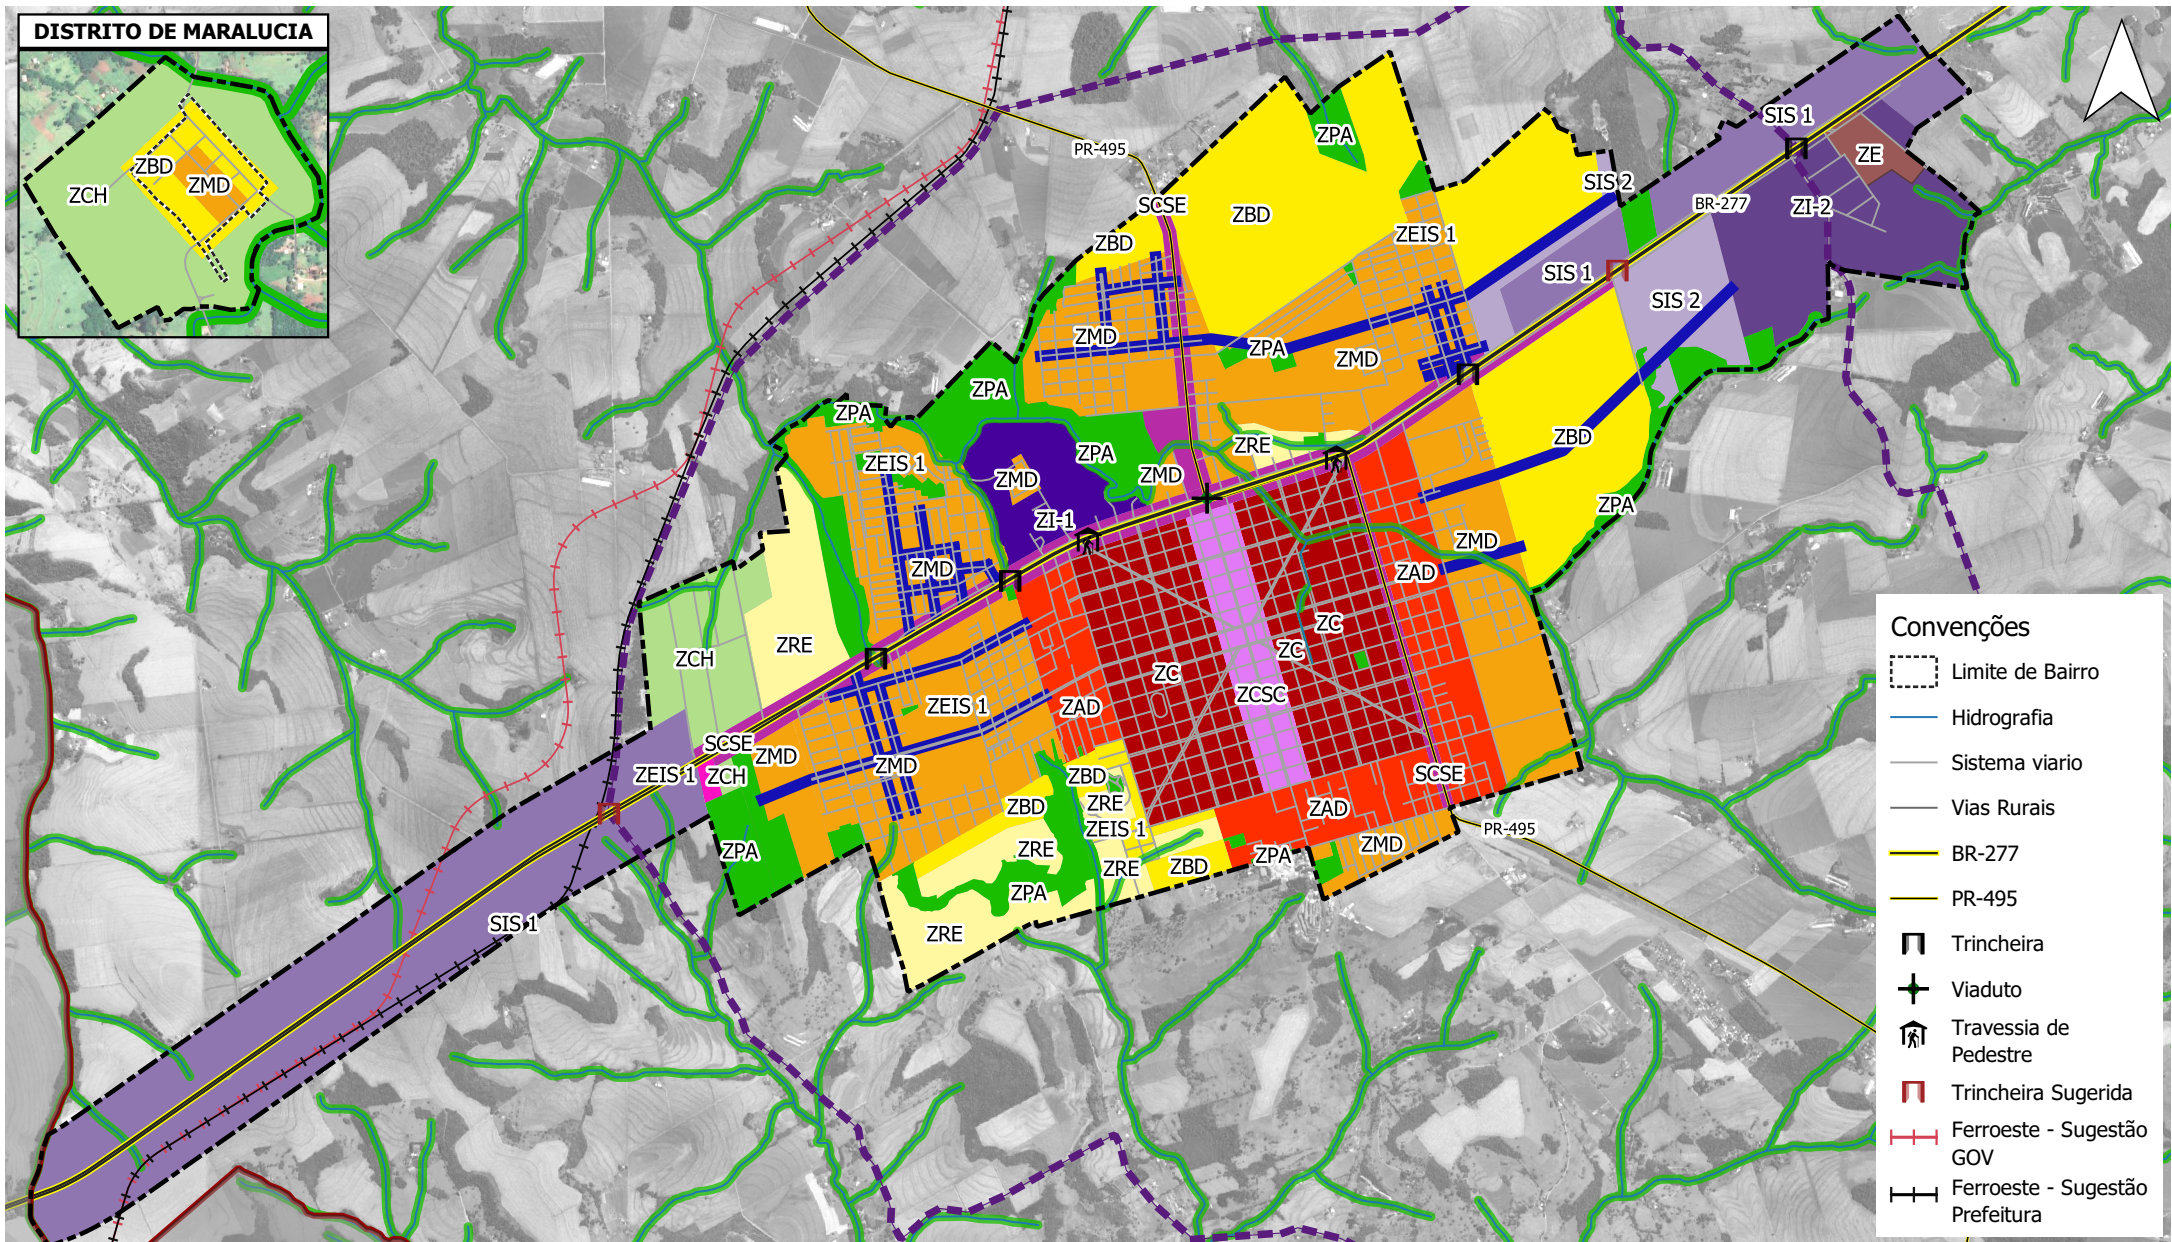 DISTRITO DE MARALUCIA
ZBD
ZMD
ZCH
PR-495
SCSE
ZBD
ZBD
ZPA
ZEIS 1
SIS 2
SIS 1
ZE
BR-277
ZI-2
SIS 1
SIS 2
ZMD
ZPA
ZMD
ZPA
ZPA
ZEIS 1
ZMD
ZPA
ZMD
ZRE
ZBD
ZPA
ZI-1
ZMD
ZMD
ZAD
ZCH
ZRE
ZC
ZC
ZC
ZCSC
ZEIS 1
ZAD
SCSE
ZMD
ZEIS 1
ZCH
ZMD
ZBD
SCSE
ZBD
ZRE
ZEIS 1
ZAD
PR-495
ZMD
ZPA
ZRE
ZPA
ZRE
ZBD
ZPA
ZRE
SIS 1
Convenções
Limite de Bairro
Hidrografia
Sistema viario
Vias Rurais
BR-277
PR-495
Trincheira
Viaduto
Travessia de
Pedestre
Trincheira Sugerida
Ferroeste - Sugestão
GOV
Ferroeste - Sugestão
Prefeitura